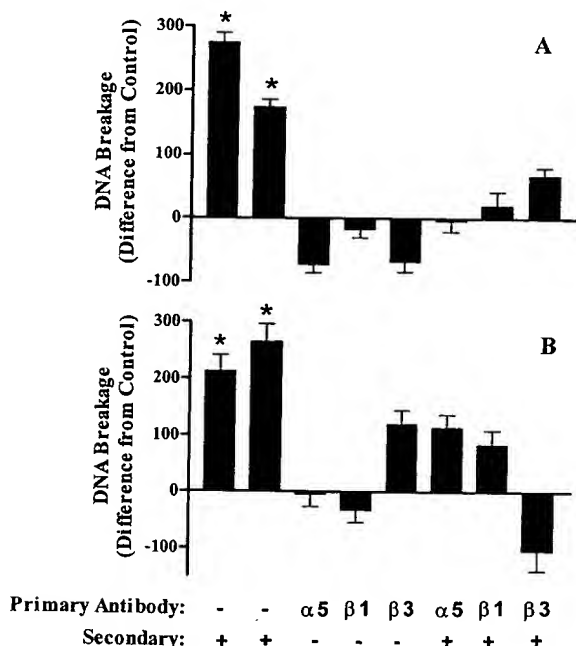 300
200
100
0
-100
DNA Breakage
(Difference from Control)
* *
A
300
200
100
0
-100
DNA Breakage
(Difference from Control)
* *
B
Primary Antibody: - - α5 β1 β3 α5 β1 β3
Secondary: + + - - - + + +